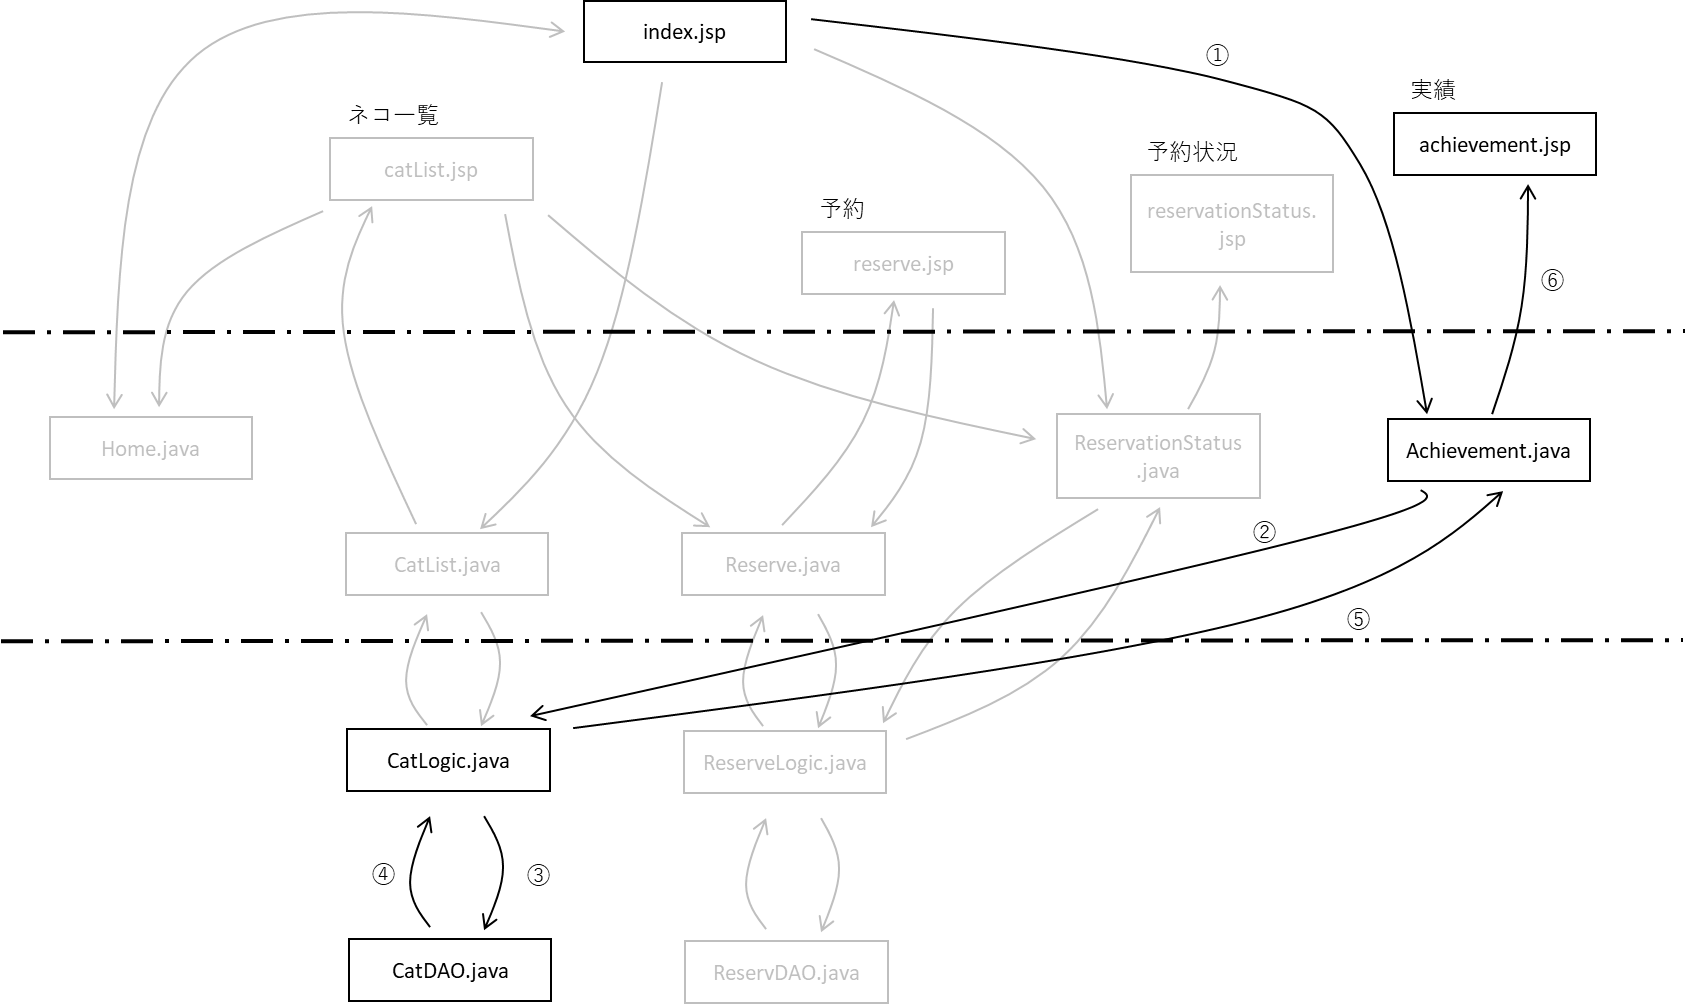 index.jsp
①
実績
achievement.jsp
ネコ一覧
catList.jsp
予約状況
reservationStatus.
jsp
予約
reserve.jsp
⑥
Home.java
ReservationStatus
.java
Achievement.java
②
CatList.java
Reserve.java
⑤
CatLogic.java
ReserveLogic.java
④
③
CatDAO.java
ReservDAO.java